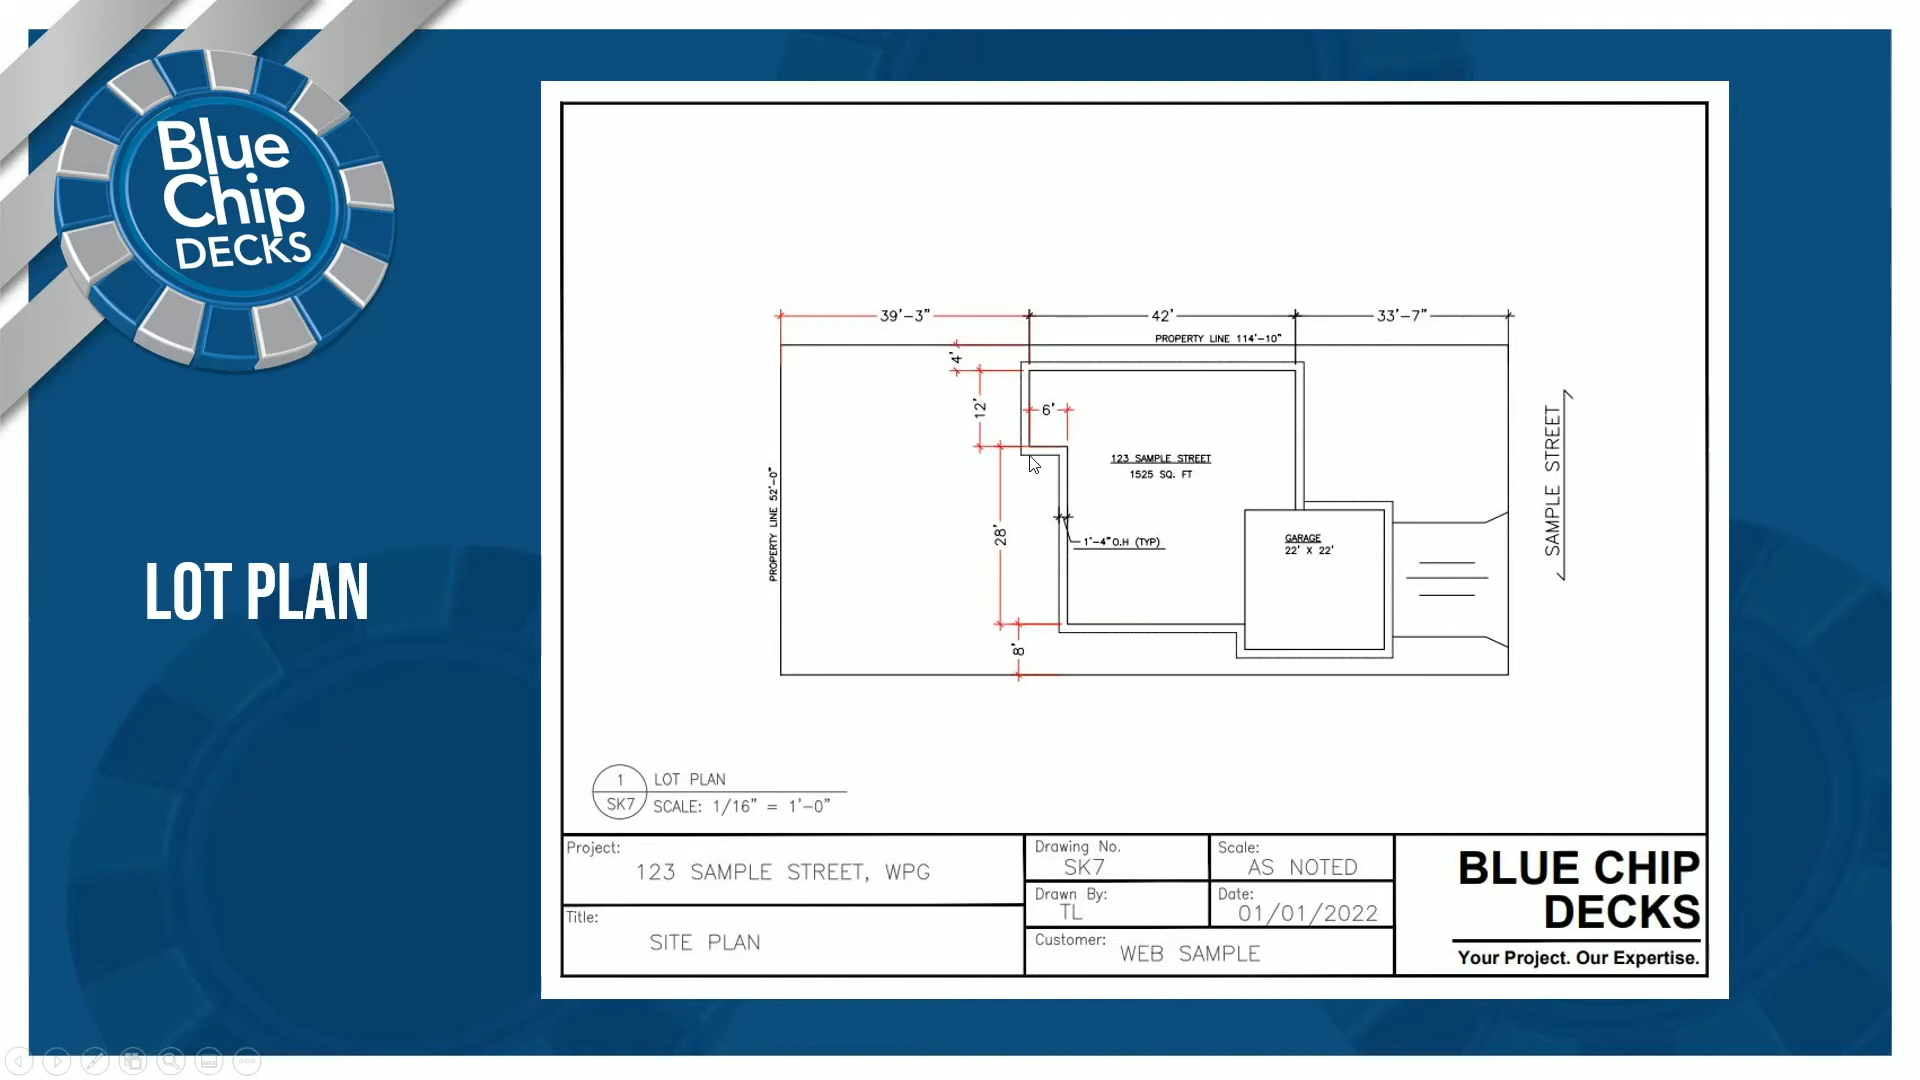 Blue
Chip
DECKS
LOT PLAN
39'-3"
42'
33'-7"
PROPERTY LINE 114'-10"
4'
12'
6'
PROPERTY LINE 52'-0"
123 SAMPLE STREET
1525 SQ. FT
28'
1'-4"O.H (TYP)
GARAGE
22' X 22'
SAMPLE STREET
8'
1
SK7
LOT PLAN
SCALE: 1/16" = 1'-0"
Project:
123 SAMPLE STREET, WPG
Title:
SITE PLAN
Drawing No.
SK7
Scale:
AS NOTED
Drawn By:
TL
Date:
01/01/2022
Customer:
WEB SAMPLE
BLUE CHIP
DECKS
Your Project. Our Expertise.